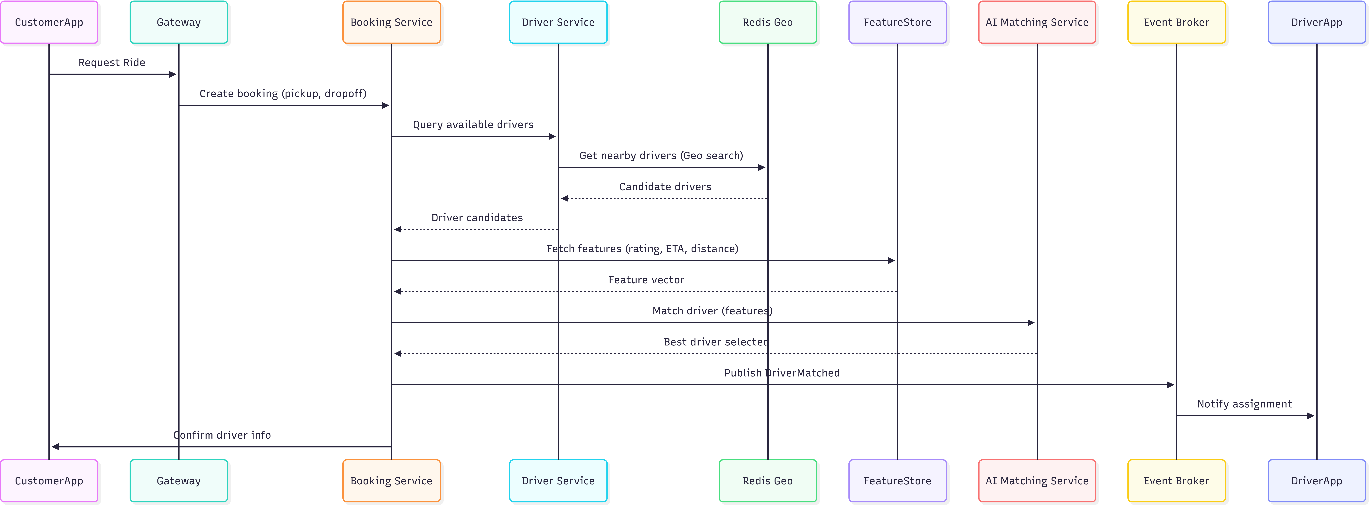 CustomerApp
Gateway
Booking Service
Driver Service
Redis Geo
FeatureStore
AI Matching Service
Event Broker
DriverApp
Request Ride
Create booking (pickup, dropoff)
Query available drivers
Get nearby drivers (Geo search)
Candidate drivers
Driver candidates
Fetch features (rating, ETA, distance)
Feature vector
Match driver (features)
Best driver selected
Publish DriverMatched
Notify assignment
Confirm driver info
CustomerApp
Gateway
Booking Service
Driver Service
Redis Geo
FeatureStore
AI Matching Service
Event Broker
DriverApp